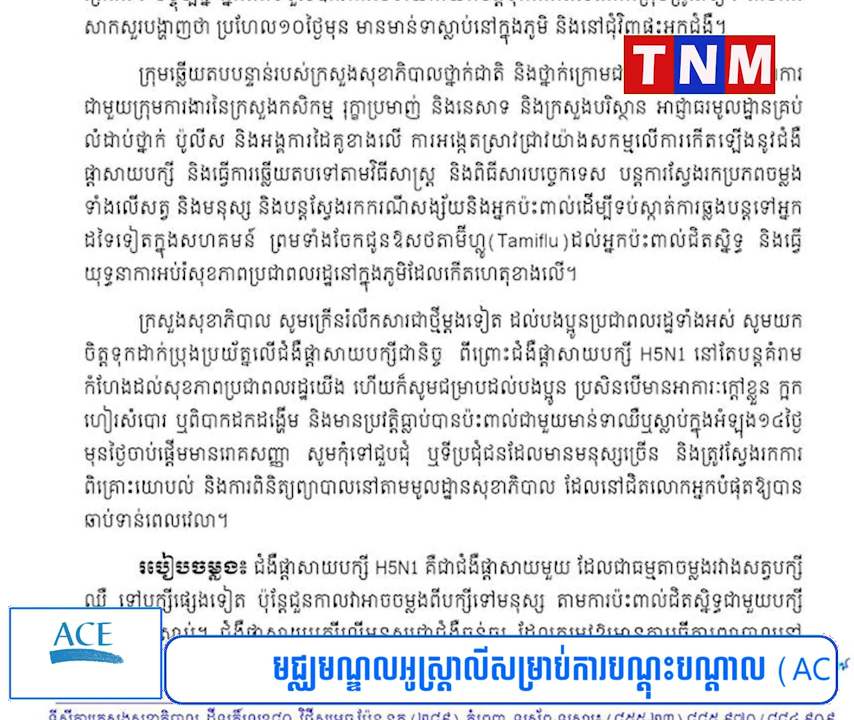 សាកសួរបង្ហាញថា ប្រហែល១០ថ្ងៃមុន មានមាន់ទាស្លាប់នៅក្នុងភូមិ និងនៅជុំវិញផ្ទះអ្នកជំងឺ។
TNM
ក្រុមឆ្លើយតបបន្ទាន់របស់ក្រសួងសុខាភិបាលថ្នាក់ជាតិ និងថ្នាក់ក្រោមជា
ការ
ជាមួយក្រុមការងារនៃក្រសួងកសិកម្ម រុក្ខាប្រមាញ់ និងនេសាទ និងក្រសួងបរិស្ថាន អាជ្ញាធរមូលដ្ឋានគ្រប់
លំដាប់ថ្នាក់ ប៉ូលីស និងអង្គការដៃគូខាងលើ ការអង្កេតស្រាវជ្រាវយ៉ាងសកម្មលើការកើតឡើងនូវជំងឺ
ផ្តាសាយបក្សី និងធ្វើការឆ្លើយតបទៅតាមវិធីសាស្ត្រ និងពិធីសារបច្ចេកទេស បន្តការស្វែងរកប្រភពចម្លង
ទាំងលើសត្វ និងមនុស្ស និងបន្តស្វែងរកករណីសង្ស័យនិងអ្នកប៉ះពាល់ដើម្បីទប់ស្កាត់ការឆ្លងបន្តទៅអ្នក
ដទៃទៀតក្នុងសហគមន៍ ព្រមទាំងចែកជូនឱសថតាមីហ្លូ(Tamiflu)ដល់អ្នកប៉ះពាល់ជិតស្និទ្ធ និងធ្វើ
យុទ្ធនាការអប់រំសុខភាពប្រជាពលរដ្ឋនៅក្នុងភូមិដែលកើតហេតុខាងលើ។
ក្រសួងសុខាភិបាល សូមក្រើនរំលឹកសារជាថ្មីម្តងទៀត ដល់បងប្អូនប្រជាពលរដ្ឋទាំងអស់ សូមយក
ចិត្តទុកដាក់ប្រុងប្រយ័ត្នលើជំងឺផ្តាសាយបក្សីជានិច្ច ពីព្រោះជំងឺផ្តាសាយបក្សី H5N1 នៅតែបន្តគំរាម
កំហែងដល់សុខភាពប្រជាពលរដ្ឋយើង ហើយក៏សូមជម្រាបដល់បងប្អូន ប្រសិនបើមានអាការៈក្តៅខ្លួន ក្អក
ហៀរសំបោរ ឬពិបាកដកដង្ហើម និងមានប្រវត្តិធ្លាប់បានប៉ះពាល់ជាមួយមាន់ទាឈឺឬស្លាប់ក្នុងអំឡុង១៤ថ្ងៃ
មុនថ្ងៃចាប់ផ្តើមមានរោគសញ្ញា សូមកុំទៅជួបជុំ ឬទីប្រជុំជនដែលមានមនុស្សច្រើន និងត្រូវស្វែងរកការ
ពិគ្រោះយោបល់ និងការពិនិត្យព្យាបាលនៅតាមមូលដ្ឋានសុខាភិបាល ដែលនៅជិតលោកអ្នកបំផុតឱ្យបាន
ឆាប់ទាន់ពេលវេលា។
របៀបចម្លង៖ ជំងឺផ្តាសាយបក្សី H5N1 គឺជាជំងឺផ្តាសាយមួយ ដែលជាធម្មតាចម្លងរវាងសត្វបក្សី
ឈឺ ទៅបក្សីផ្សេងទៀត ប៉ុន្តែជួនកាលវាអាចចម្លងពីបក្សីទៅមនុស្ស តាមការប៉ះពាល់ជិតស្និទ្ធជាមួយបក្សី
ACE
មជ្ឈមណ្ឌលអូស្ត្រាលីសម្រាប់ការបណ្តុះបណ្តាល (AC